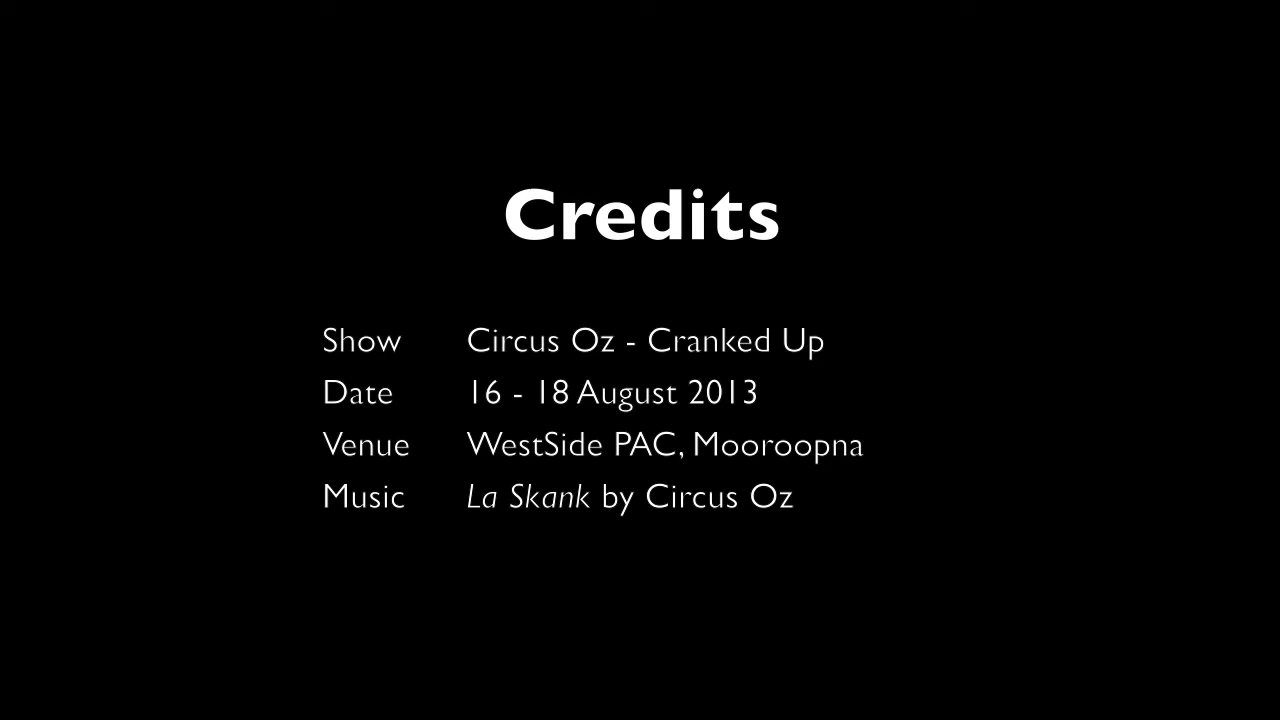 Credits
Show Circus Oz - Cranked Up
Date 16 - 18 August 2013
Venue WestSide PAC, Mooroopna
Music La Skank by Circus Oz